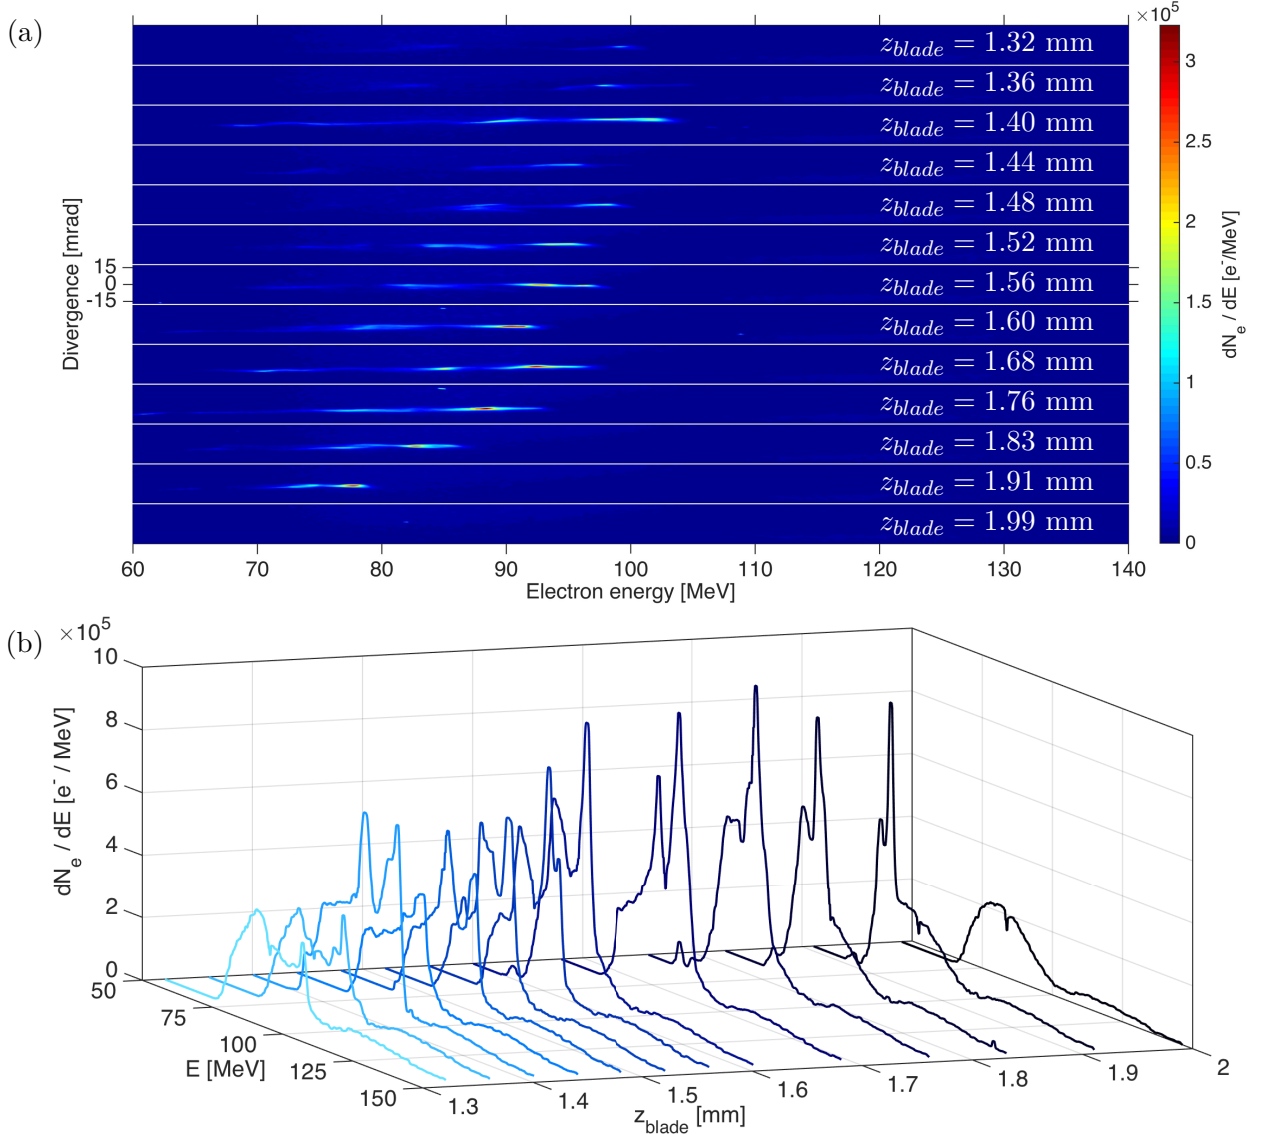 (a)
×10⁵
z_blade = 1.32 mm
z_blade = 1.36 mm
z_blade = 1.40 mm
z_blade = 1.44 mm
z_blade = 1.48 mm
z_blade = 1.52 mm
z_blade = 1.56 mm
z_blade = 1.60 mm
z_blade = 1.68 mm
z_blade = 1.76 mm
z_blade = 1.83 mm
z_blade = 1.91 mm
z_blade = 1.99 mm
Divergence [mrad]
15
0
-15
60 70 80 90 100 110 120 130 140
Electron energy [MeV]
3
2.5
2
1.5
1
0.5
0
dN_e / dE [e⁻/MeV]
(b)
×10⁵
10
8
6
4
2
0
dN_e / dE [e⁻ / MeV]
50
75
100
125
150
E [MeV]
1.3
1.4
1.5
1.6
1.7
1.8
1.9
2
z_blade [mm]